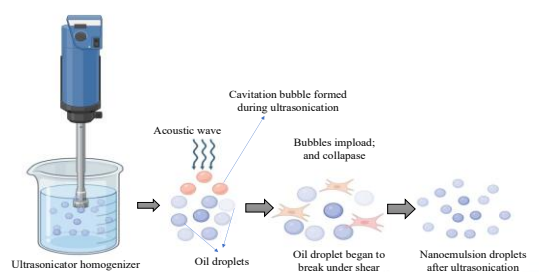 Cavitation bubble formed
during ultrasonication
Acoustic wave
Bubbles impload;
and collapase
Ultrasonicator homogenizer
Oil droplets
Oil droplet began to
break under shear
Nanoemulsion droplets
after ultrasonication